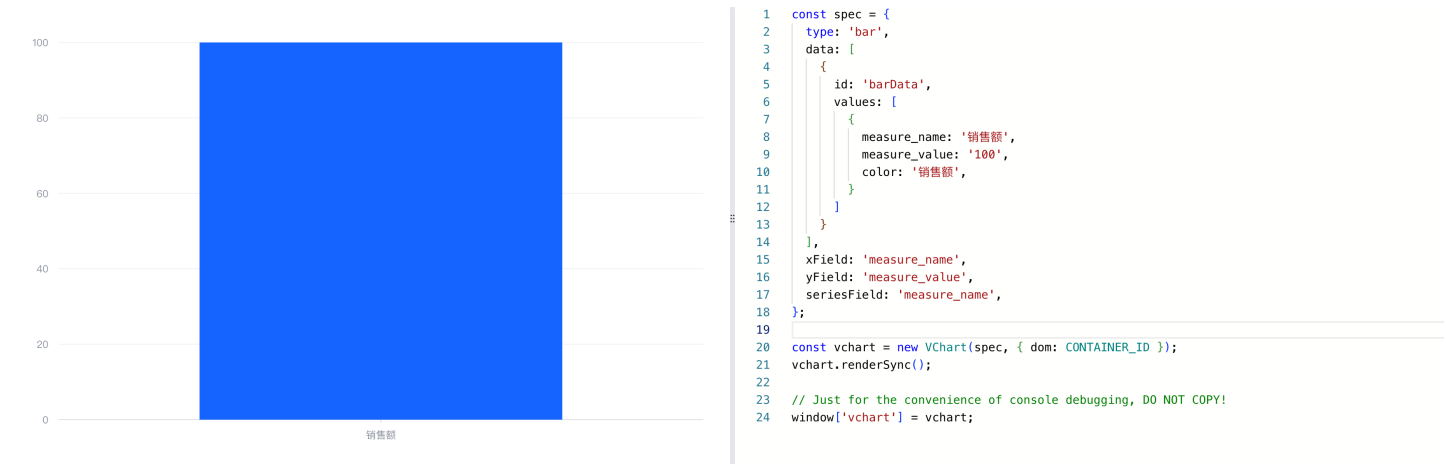 100
80
60
40
20
0
销售额
1 const spec = {
2 type: 'bar',
3 data: [
4 {
5 id: 'barData',
6 values: [
7 {
8 measure_name: '销售额',
9 measure_value: '100',
10 color: '销售额',
11 }
12 ]
13 }
14 ],
15 xField: 'measure_name',
16 yField: 'measure_value',
17 seriesField: 'measure_name',
18 };
19
20 const vchart = new VChart(spec, { dom: CONTAINER_ID });
21 vchart.renderSync();
22
23 // Just for the convenience of console debugging, DO NOT COPY!
24 window['vchart'] = vchart;